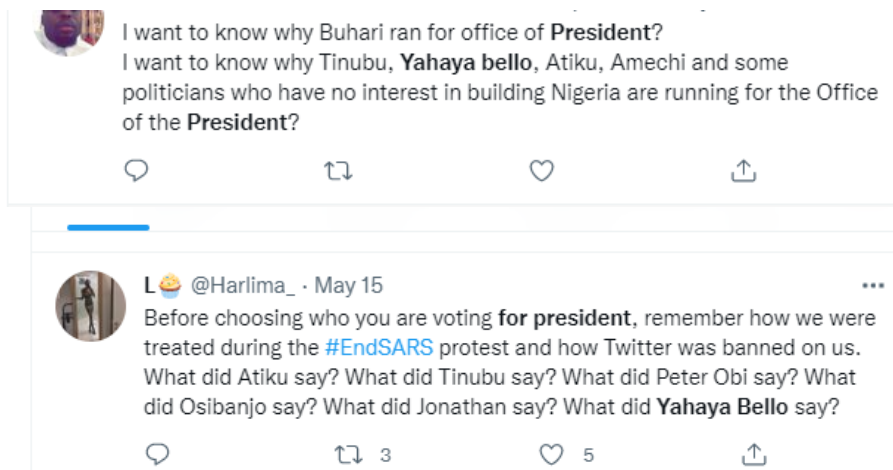 I want to know why Buhari ran for office of President?
I want to know why Tinubu, Yahaya bello, Atiku, Amechi and some
politicians who have no interest in building Nigeria are running for the Office
of the President?
L🧁 @Harlima_ · May 15
Before choosing who you are voting for president, remember how we were
treated during the #EndSARS protest and how Twitter was banned on us.
What did Atiku say? What did Tinubu say? What did Peter Obi say? What
did Osibanjo say? What did Jonathan say? What did Yahaya Bello say?
3 5